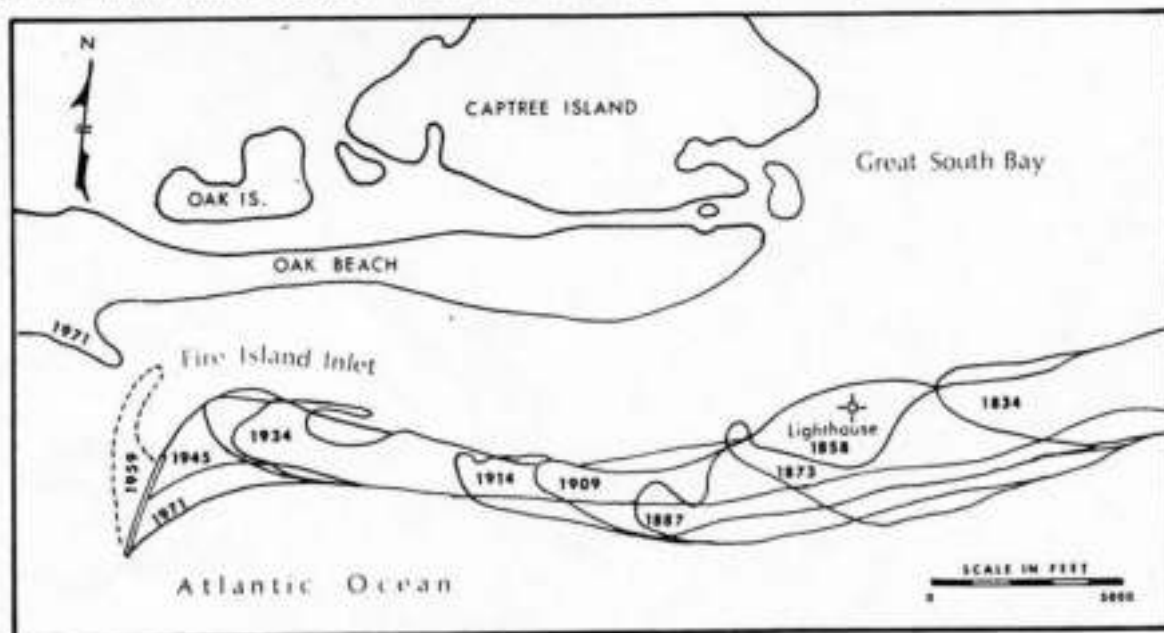 N
CAPTREE ISLAND
Great South Bay
OAK IS.
OAK BEACH
1971
Fire Island Inlet
1934
1834
Lighthouse
1858
1959
1945
1914
1909
1873
1971
1887
Atlantic Ocean
SCALE IN FEET
0
5000